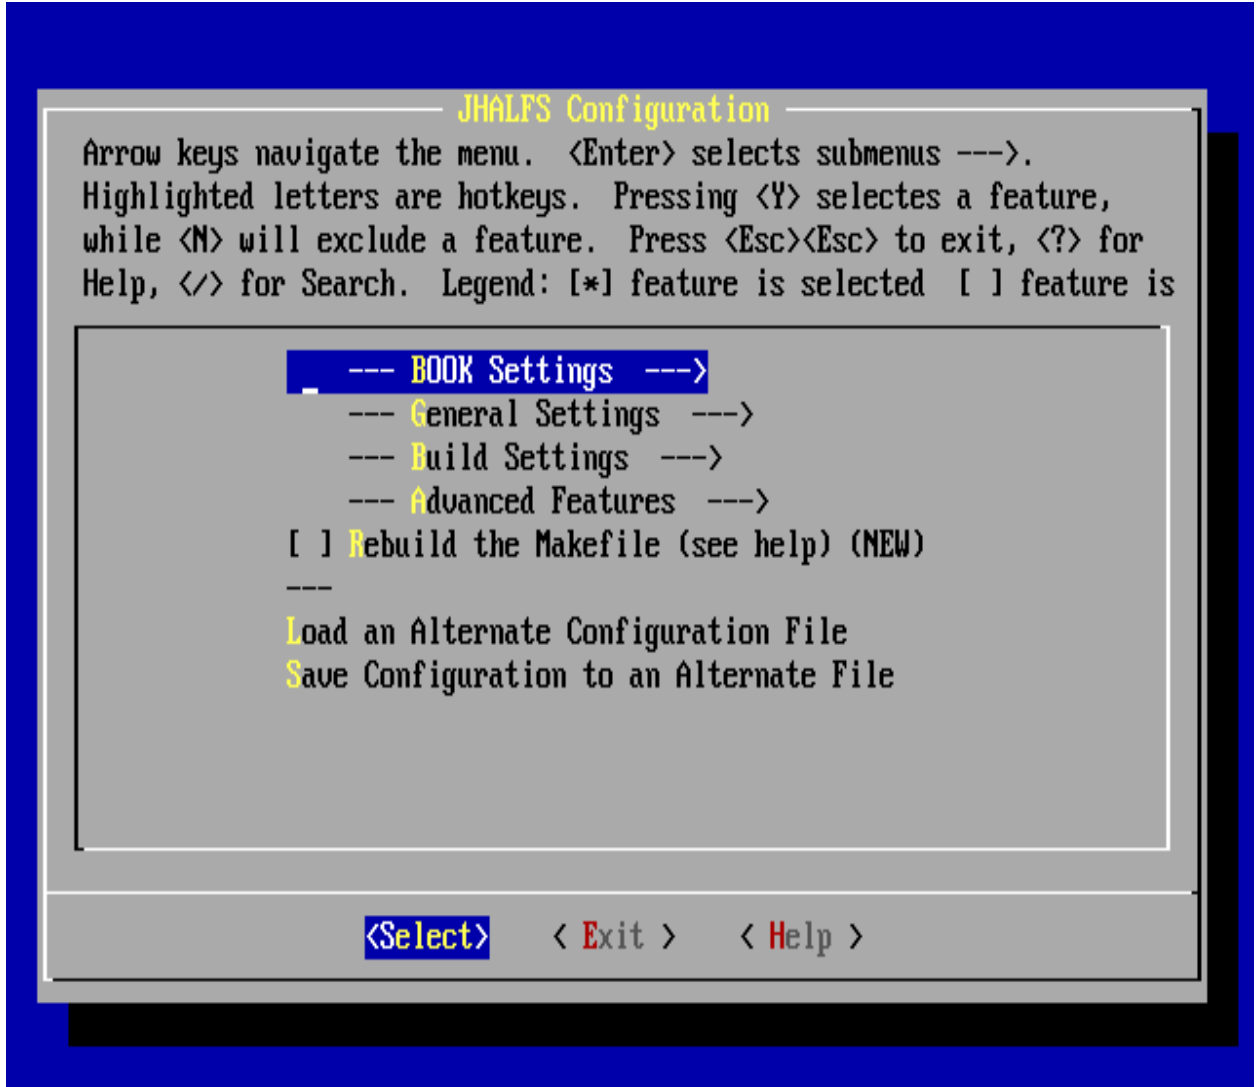 JHALFS Configuration
Arrow keys navigate the menu.  <Enter> selects submenus --->.
Highlighted letters are hotkeys.  Pressing <Y> selectes a feature,
while <N> will exclude a feature.  Press <Esc><Esc> to exit, <?> for
Help, </> for Search.  Legend: [*] feature is selected  [ ] feature is
--- BOOK Settings  --->
--- General Settings  --->
--- Build Settings  --->
--- Advanced Features  --->
[ ] Rebuild the Makefile (see help) (NEW)
---
Load an Alternate Configuration File
Save Configuration to an Alternate File
<Select>    < Exit >    < Help >